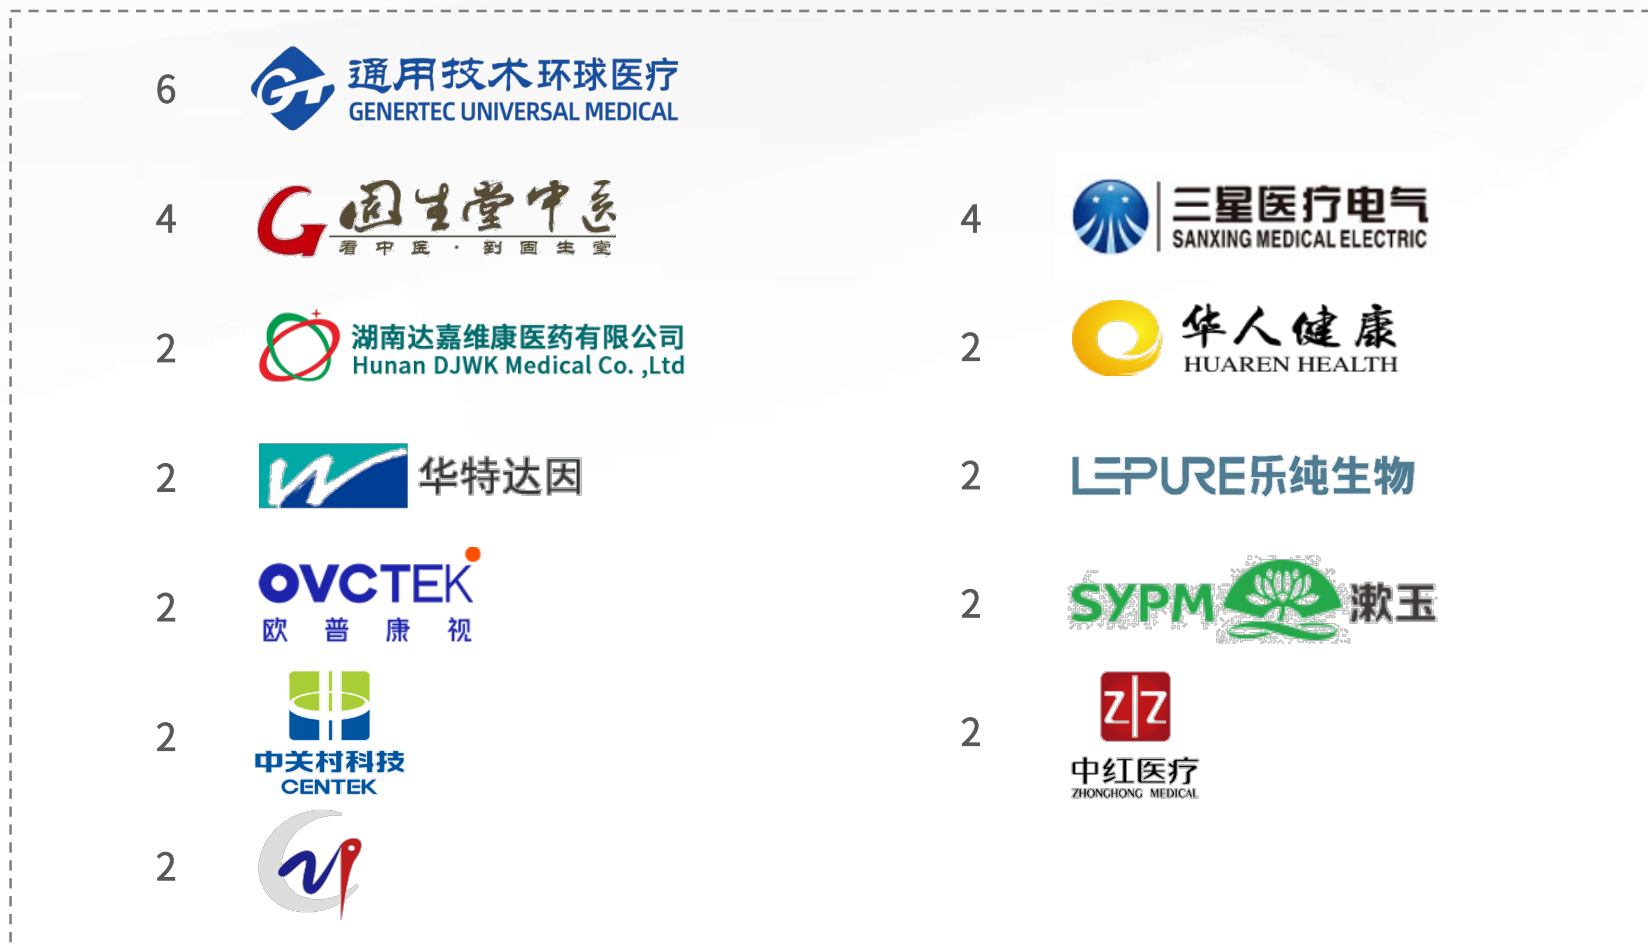 6
通用技术环球医疗
GENERTEC UNIVERSAL MEDICAL
4
固生堂中医
看中医·到固生堂
4
三星医疗电气
SANXING MEDICAL ELECTRIC
2
湖南达嘉维康医药有限公司
Hunan DJWK Medical Co. ,Ltd
2
华人健康
HUAREN HEALTH
2
华特达因
2
LEPURE乐纯生物
2
OVCTEK
欧普康视
2
SYPM 漱玉
2
中关村科技
CENTEK
2
ZZ
中红医疗
ZHONGHONG MEDICAL
2